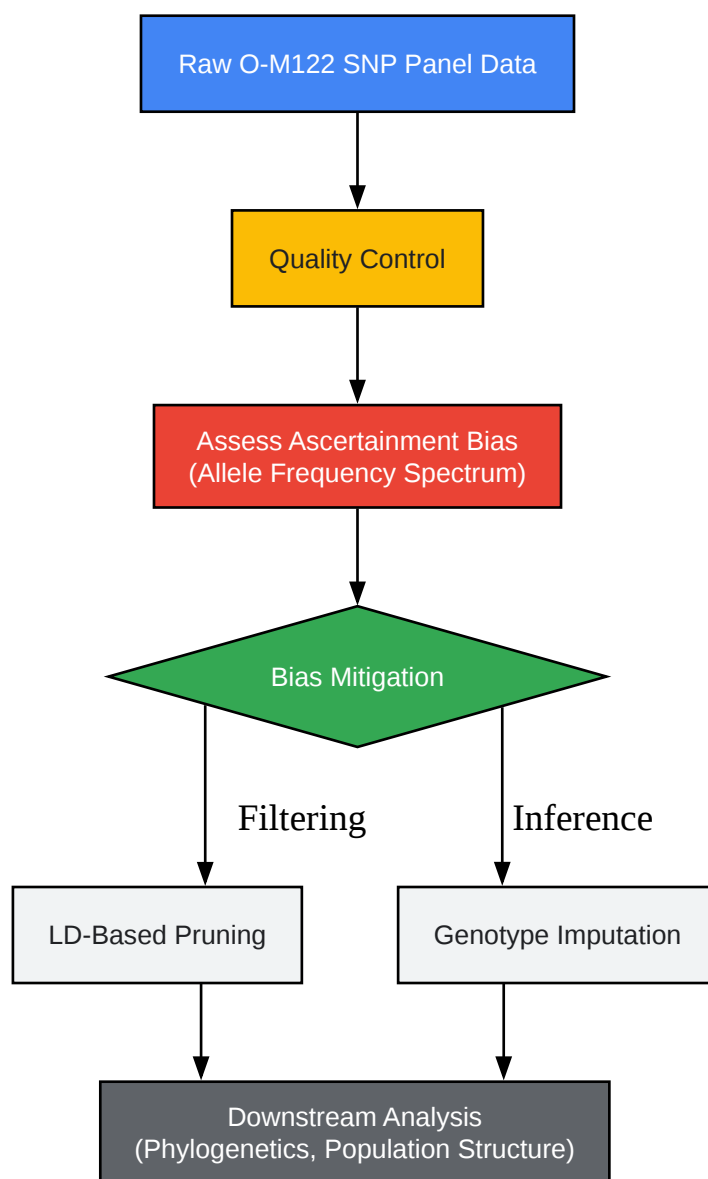 Raw O-M122 SNP Panel Data
Quality Control
Assess Ascertainment Bias
(Allele Frequency Spectrum)
Bias Mitigation
Filtering
Inference
LD-Based Pruning
Genotype Imputation
Downstream Analysis
(Phylogenetics, Population Structure)